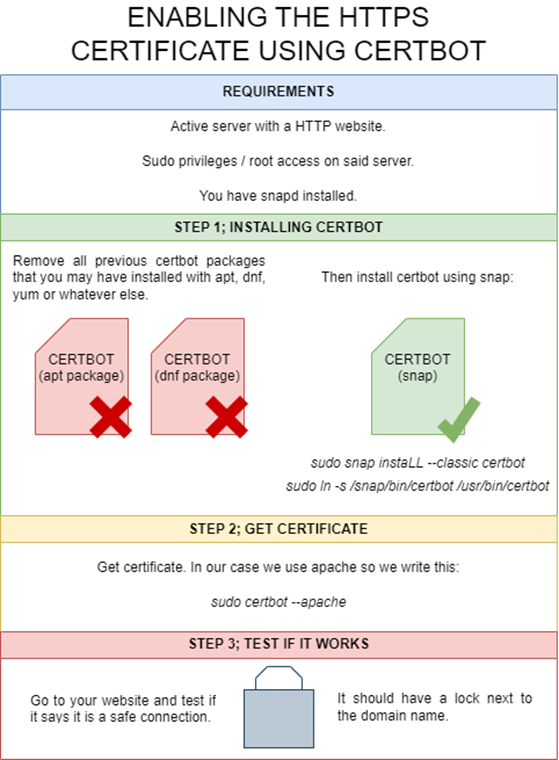 ENABLING THE HTTPS
CERTIFICATE USING CERTBOT
REQUIREMENTS
Active server with a HTTP website.
Sudo privileges / root access on said server.
You have snapd installed.
STEP 1; INSTALLING CERTBOT
Remove all previous certbot packages
that you may have installed with apt, dnf,
yum or whatever else.
Then install certbot using snap:
CERTBOT
(apt package)
CERTBOT
(dnf package)
CERTBOT
(snap)
sudo snap instaLL --classic certbot
sudo ln -s /snap/bin/certbot /usr/bin/certbot
STEP 2; GET CERTIFICATE
Get certificate. In our case we use apache so we write this:
sudo certbot --apache
STEP 3; TEST IF IT WORKS
Go to your website and test if
it says it is a safe connection.
It should have a lock next to
the domain name.